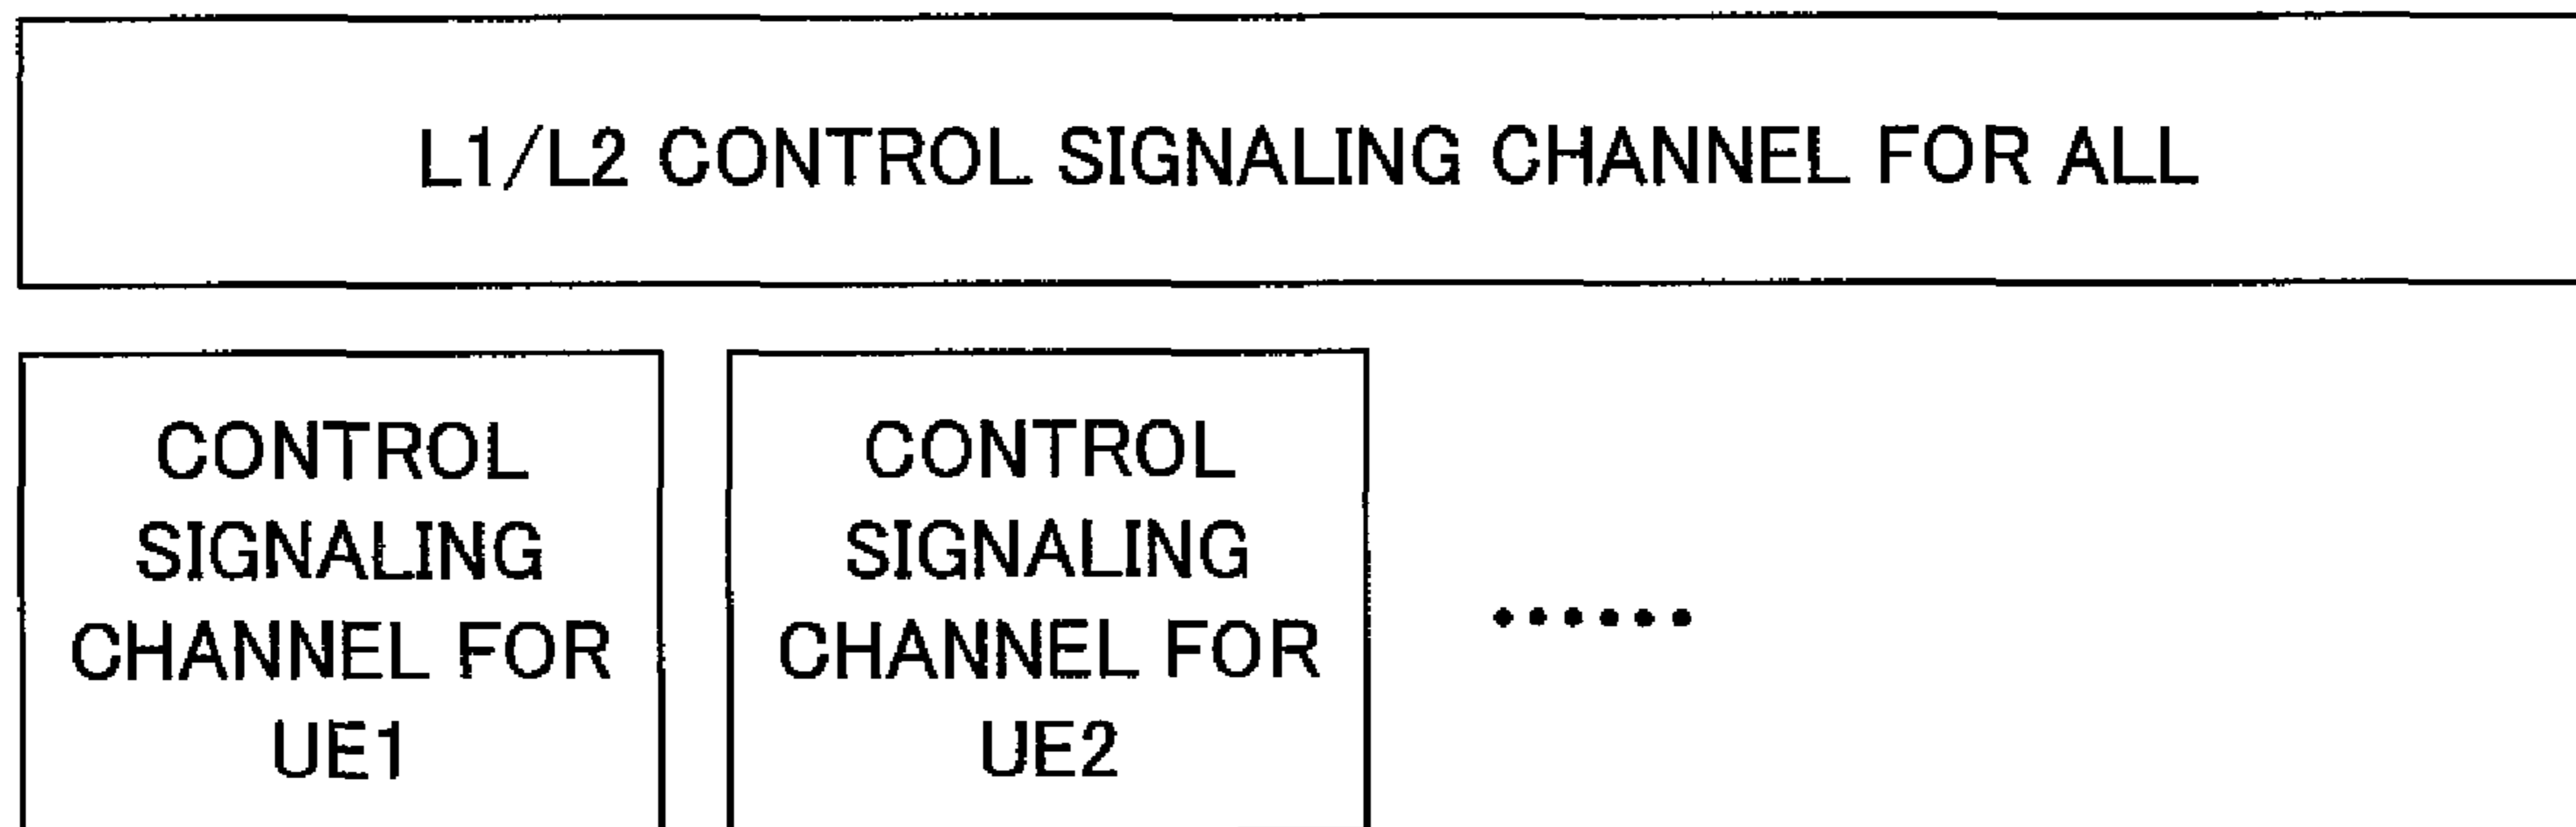 L1/L2 CONTROL SIGNALING CHANNEL FOR ALL
CONTROL
SIGNALING
CHANNEL FOR
UE1
CONTROL
SIGNALING
CHANNEL FOR
UE2
······